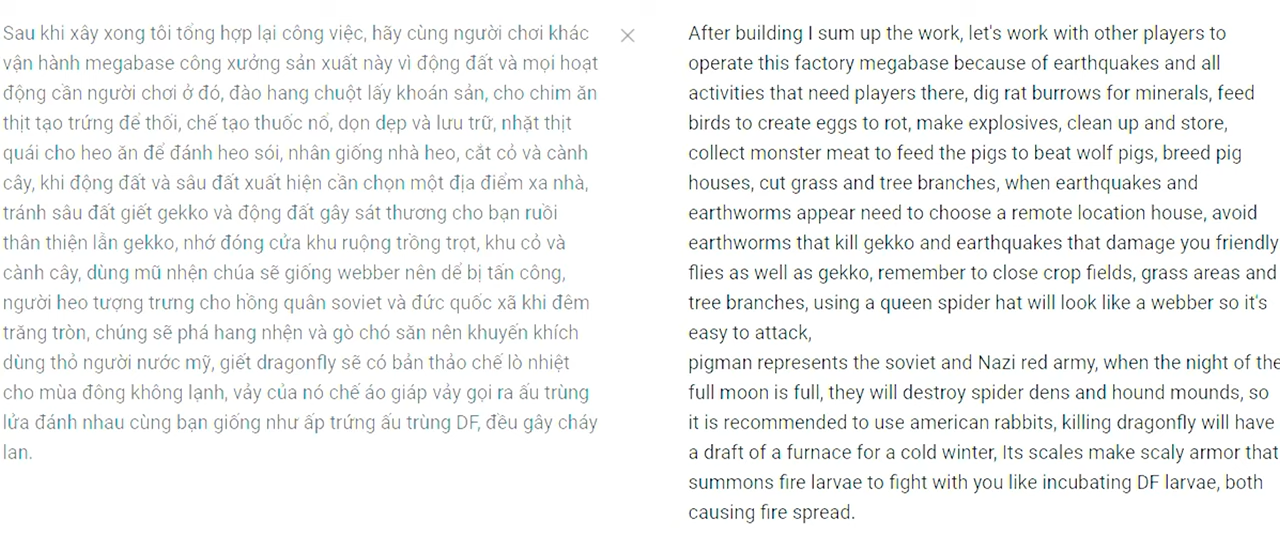 Sau khi xây xong tôi tổng hợp lại công việc, hãy cùng người chơi khác
vận hành megabase công xưởng sản xuất này vì động đất và mọi hoạt
động cần người chơi ở đó, đào hang chuột lấy khoán sản, cho chim ăn
thịt tạo trứng để thối, chế tạo thuốc nổ, dọn dẹp và lưu trữ, nhặt thịt
quái cho heo ăn để đánh heo sói, nhân giống nhà heo, cắt cỏ và cành
cây, khi động đất và sâu đất xuất hiện cần chọn một địa điểm xa nhà,
tránh sâu đất giết gekko và động đất gây sát thương cho bạn ruồi
thân thiện lẫn gekko, nhớ đóng cửa khu ruộng trồng trọt, khu cỏ và
cành cây, dùng mũ nhện chúa sẽ giống webber nên dể bị tấn công,
người heo tượng trưng cho hồng quân soviet và đức quốc xã khi đêm
trăng tròn, chúng sẽ phá hang nhện và gò chó săn nên khuyến khích
dùng thỏ người nước mỹ, giết dragonfly sẽ có bản thảo chế lò nhiệt
cho mùa đông không lạnh, vảy của nó chế áo giáp vảy gọi ra ấu trùng
lửa đánh nhau cùng bạn giống như ấp trứng ấu trùng DF, đều gây cháy
lan.
After building I sum up the work, let's work with other players to
operate this factory megabase because of earthquakes and all
activities that need players there, dig rat burrows for minerals, feed
birds to create eggs to rot, make explosives, clean up and store,
collect monster meat to feed the pigs to beat wolf pigs, breed pig
houses, cut grass and tree branches, when earthquakes and
earthworms appear need to choose a remote location house, avoid
earthworms that kill gekko and earthquakes that damage you friendly
flies as well as gekko, remember to close crop fields, grass areas and
tree branches, using a queen spider hat will look like a webber so it's
easy to attack,
pigman represents the soviet and Nazi red army, when the night of the
full moon is full, they will destroy spider dens and hound mounds, so
it is recommended to use american rabbits, killing dragonfly will have
a draft of a furnace for a cold winter, Its scales make scaly armor that
summons fire larvae to fight with you like incubating DF larvae, both
causing fire spread.